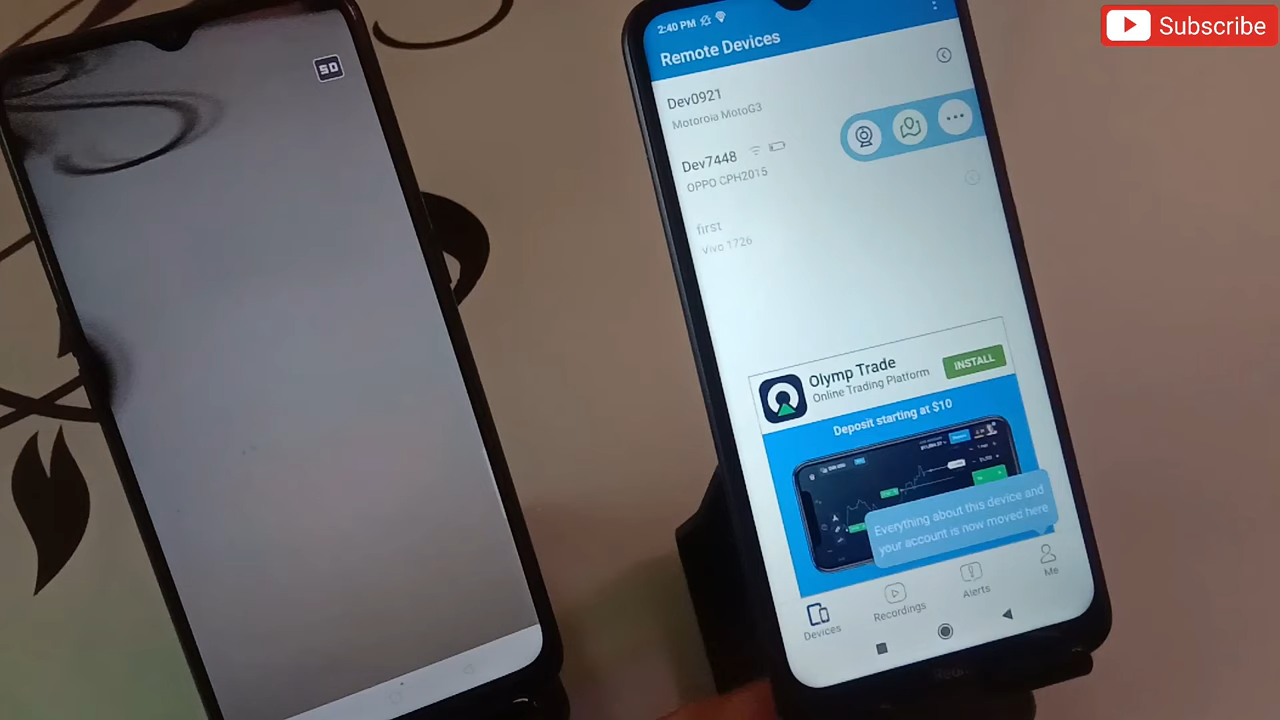 Subscribe
SD
2:40 PM
Remote Devices
Dev0921
Motorola MotoG3
Dev7448
OPPO CPH2015
first
Vivo 1726
Olymp Trade
Online Trading Platform
INSTALL
Deposit starting at $10
Everything about this device and
your account is now moved here
Devices
Recordings
Alerts
Me